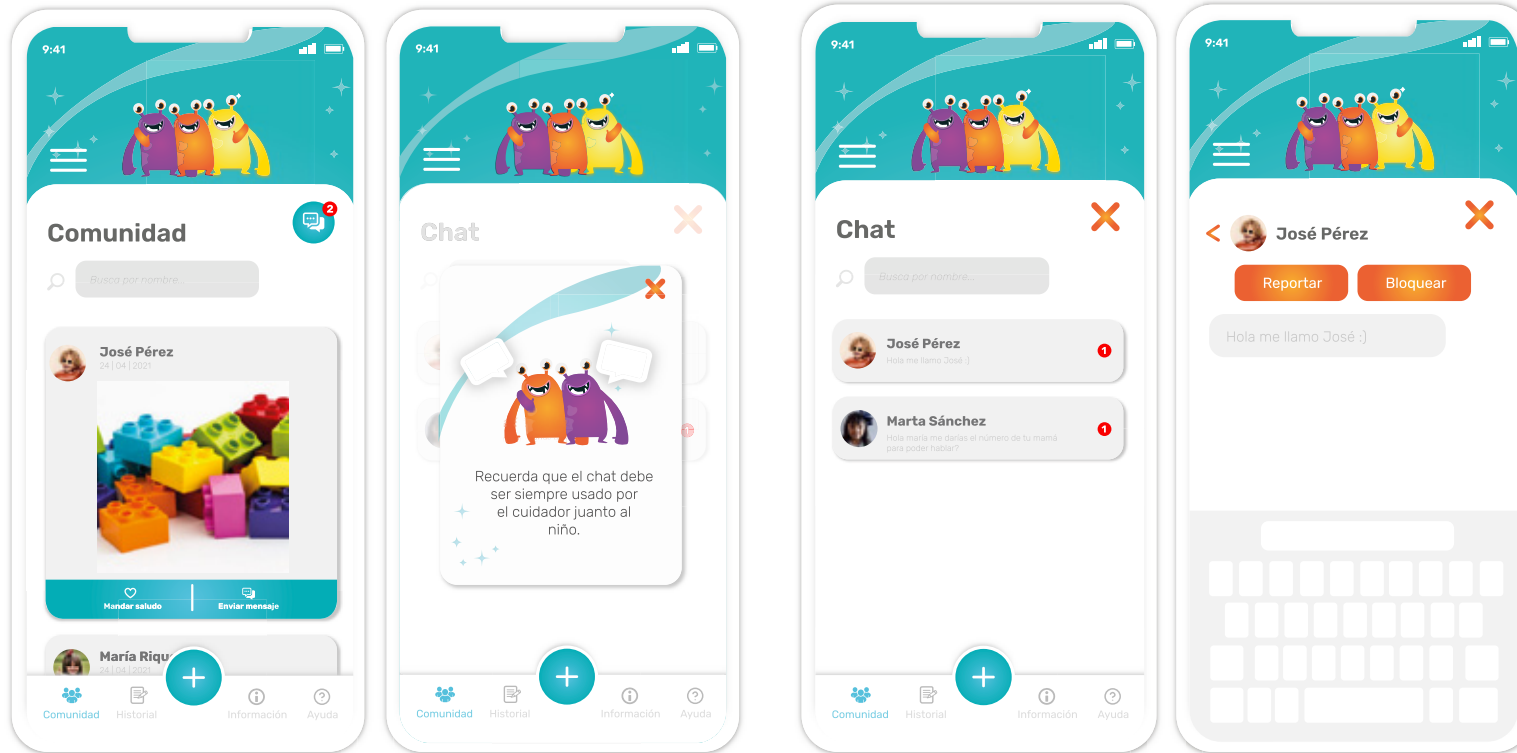 9:41
Comunidad
2
Busca por nombre...
José Pérez
24 | 04 | 2021
Mandar saludo
Enviar mensaje
María Riqu
24 | 04 | 2021
Comunidad
Historial
+
Información
Ayuda
9:41
Chat
Recuerda que el chat debe
ser siempre usado por
el cuidador juanto al
niño.
1
Comunidad
Historial
+
Información
Ayuda
9:41
Chat
Busca por nombre...
José Pérez
Hola me llamo José :)
1
Marta Sánchez
Hola maría me darias el número de tu mamá
para poder hablar?
1
Comunidad
Historial
+
Información
Ayuda
9:41
< José Pérez
Reportar
Bloquear
Hola me llamo José :)